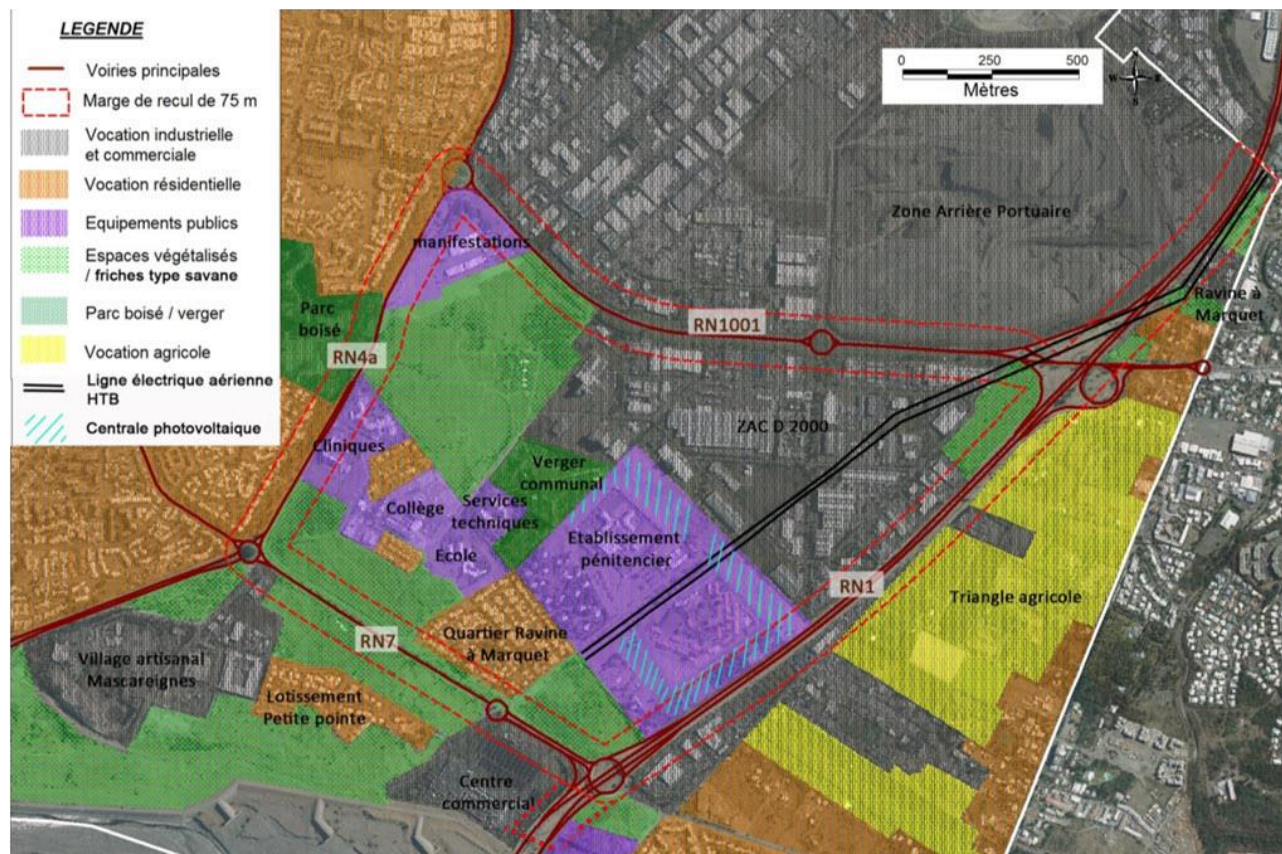 LEGENDE
Voiries principales
Marge de recul de 75 m
Vocation industrielle
et commerciale
Vocation résidentielle
Equipements publics
Espaces végétalisés
/ friches type savane
Parc boisé / verger
Vocation agricole
Ligne électrique aérienne
HTB
Centrale photovoltaique
0 250 500
Mètres
N
W E
S
Zone Arrière Portuaire
manifestations
Parc
boisé
RN4a
RN1001
Ravine à
Marquet
ZAC D 2000
Cliniques
Verger
communal
Collège
Services
techniques
Ecole
Etablissement
pénitencier
RN1
Triangle agricole
RN7
Quartier Ravine
à Marquet
Village artisanal
Mascareignes
Lotissement
Petite pointe
Centre
commercial